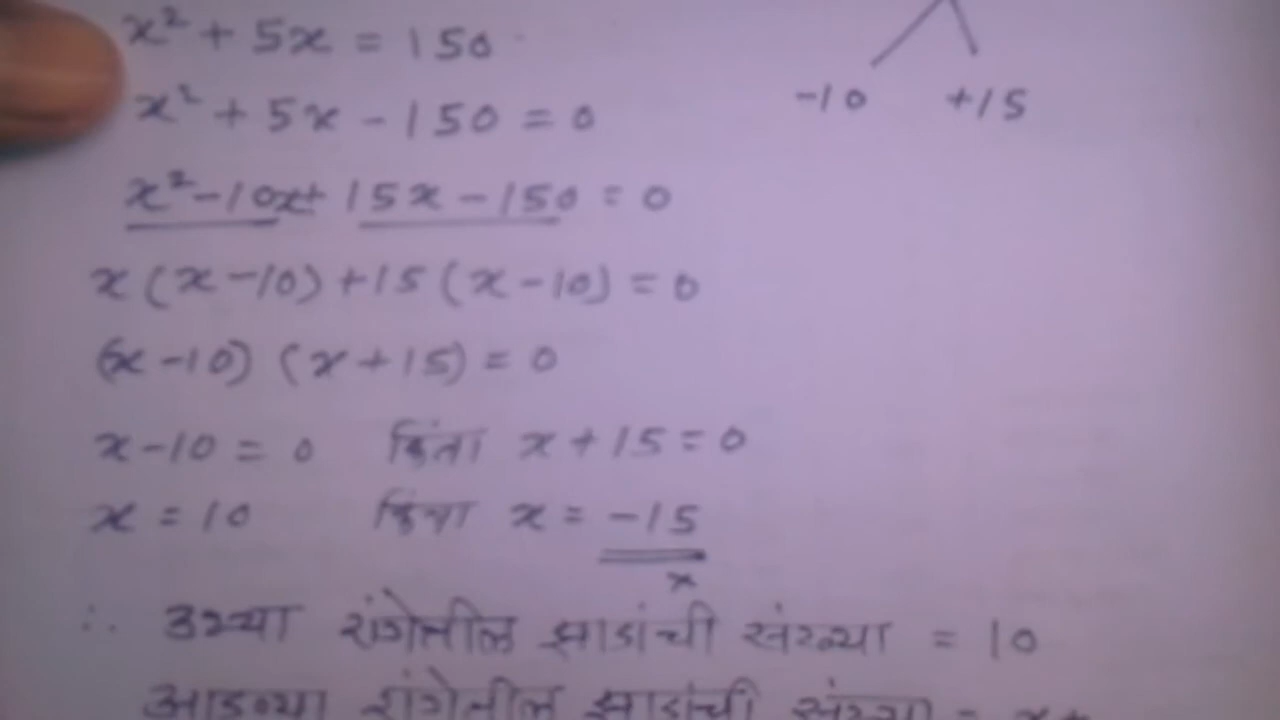 x² + 5x = 150
-10 +15
x² + 5x - 150 = 0
x² - 10x + 15x - 150 = 0
x (x - 10) + 15 (x - 10) = 0
(x - 10) (x + 15) = 0
x - 10 = 0 किंवा x + 15 = 0
x = 10 किंवा x = -15
x
∴ उभ्या रांगेतील झाडांची संख्या = 10
आडव्या रांगेतील झाडांची संख्या = x+